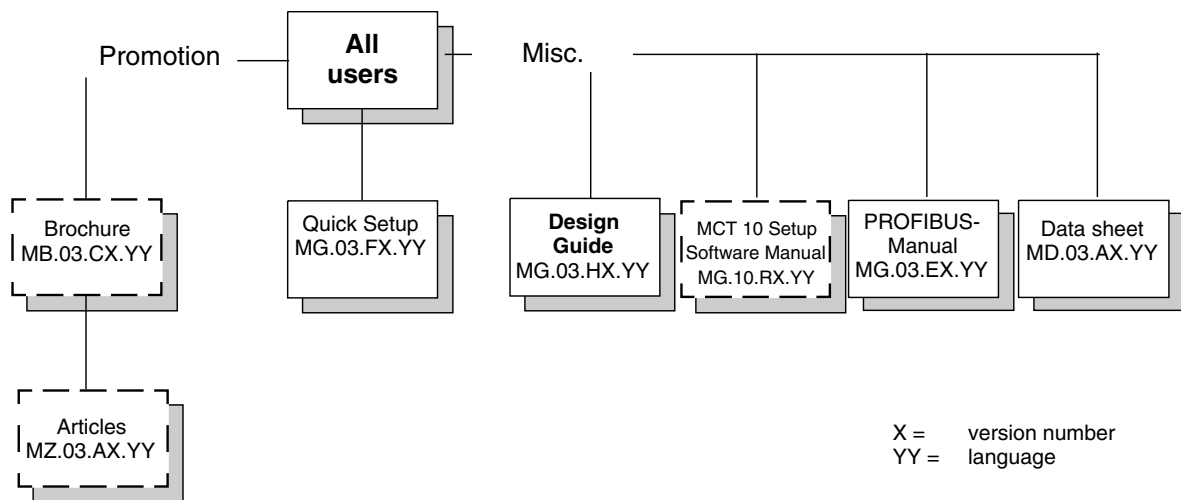 Promotion
All
users
Misc.
Brochure
MB.03.CX.YY
Quick Setup
MG.03.FX.YY
Design
Guide
MG.03.HX.YY
MCT 10 Setup
Software Manual
MG.10.RX.YY
PROFIBUS-
Manual
MG.03.EX.YY
Data sheet
MD.03.AX.YY
Articles
MZ.03.AX.YY
X = version number
YY = language